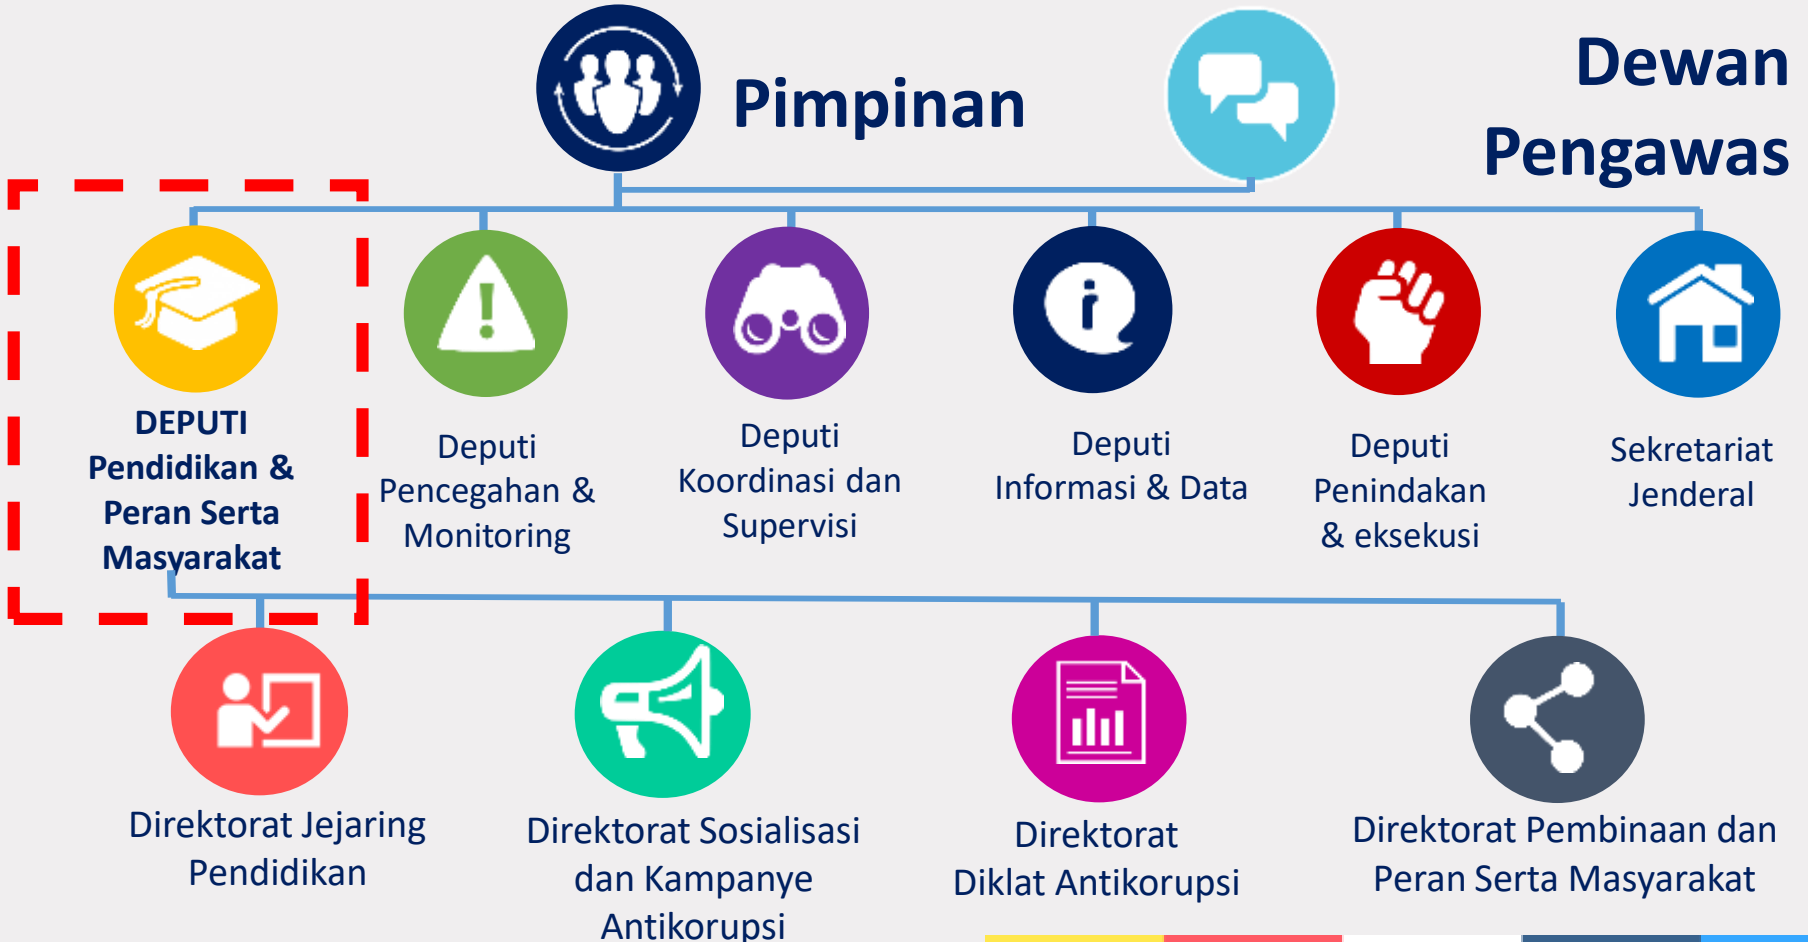 Pimpinan
Dewan
Pengawas
DEPUTI
Pendidikan &
Peran Serta
Masyarakat
Deputi
Pencegahan &
Monitoring
Deputi
Koordinasi dan
Supervisi
Deputi
Informasi & Data
Deputi
Penindakan
& eksekusi
Sekretariat
Jenderal
Direktorat Jejaring
Pendidikan
Direktorat Sosialisasi
dan Kampanye
Antikorupsi
Direktorat
Diklat Antikorupsi
Direktorat Pembinaan dan
Peran Serta Masyarakat